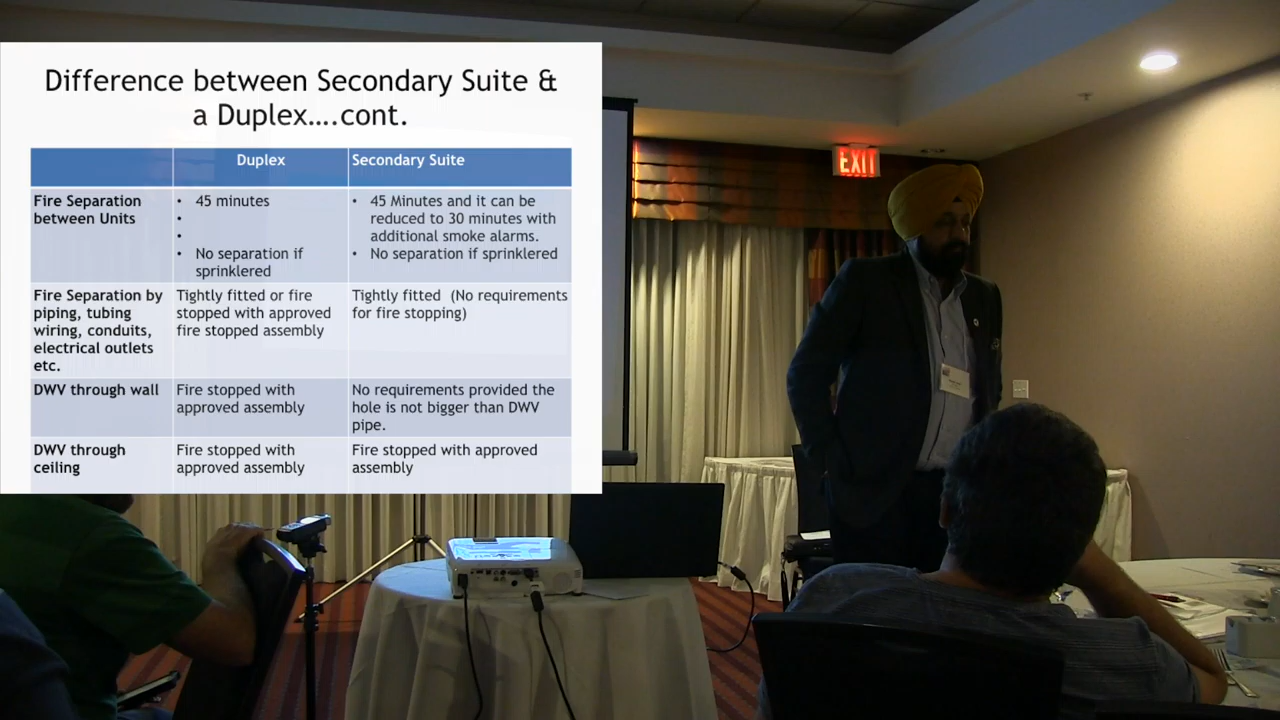 Difference between Secondary Suite &
a Duplex….cont.
Duplex
Secondary Suite
Fire Separation
between Units
• 45 minutes
•
•
• No separation if
sprinklered
• 45 Minutes and it can be
reduced to 30 minutes with
additional smoke alarms.
• No separation if sprinklered
Fire Separation by
piping, tubing
wiring, conduits,
electrical outlets
etc.
Tightly fitted or fire
stopped with approved
fire stopped assembly
Tightly fitted (No requirements
for fire stopping)
DWV through wall
Fire stopped with
approved assembly
No requirements provided the
hole is not bigger than DWV
pipe.
DWV through
ceiling
Fire stopped with
approved assembly
Fire stopped with approved
assembly
EXIT